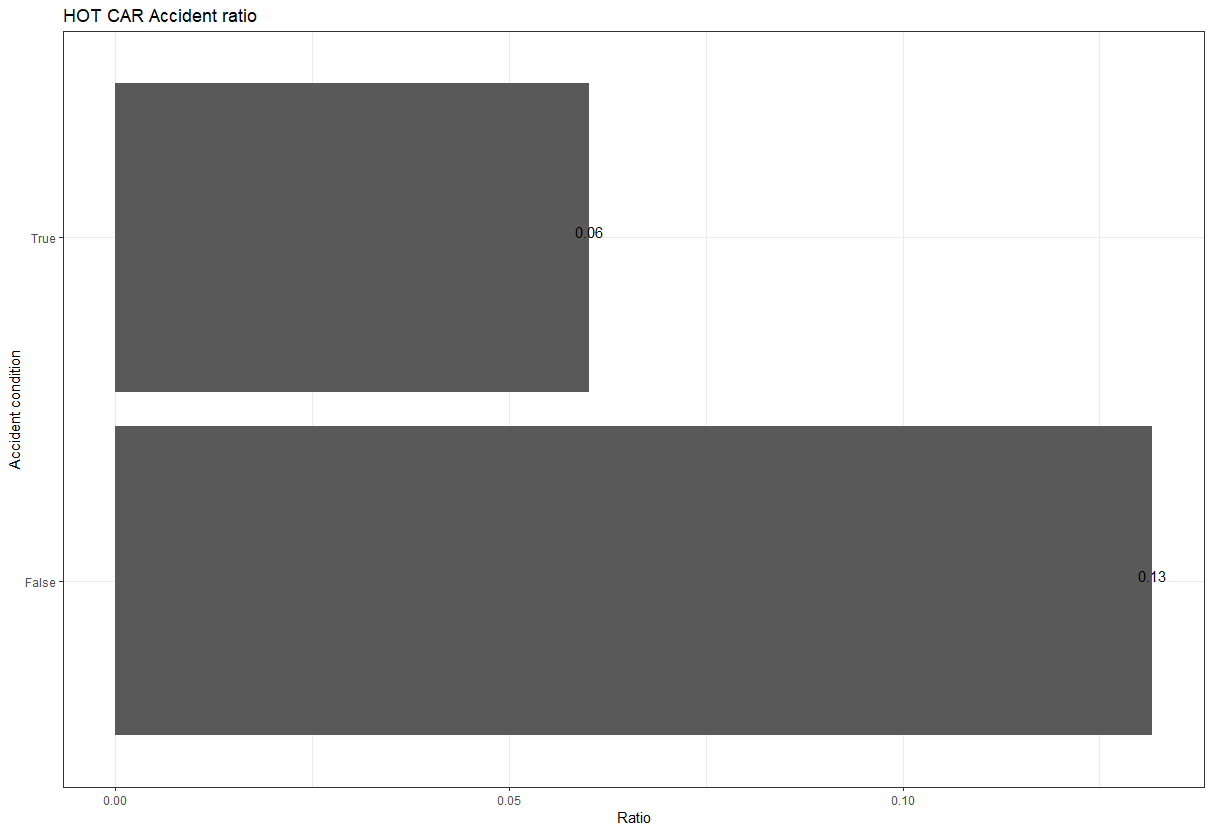 HOT CAR Accident ratio
True
0.06
Accident condition
False
0.13
0.00
0.05
0.10
Ratio